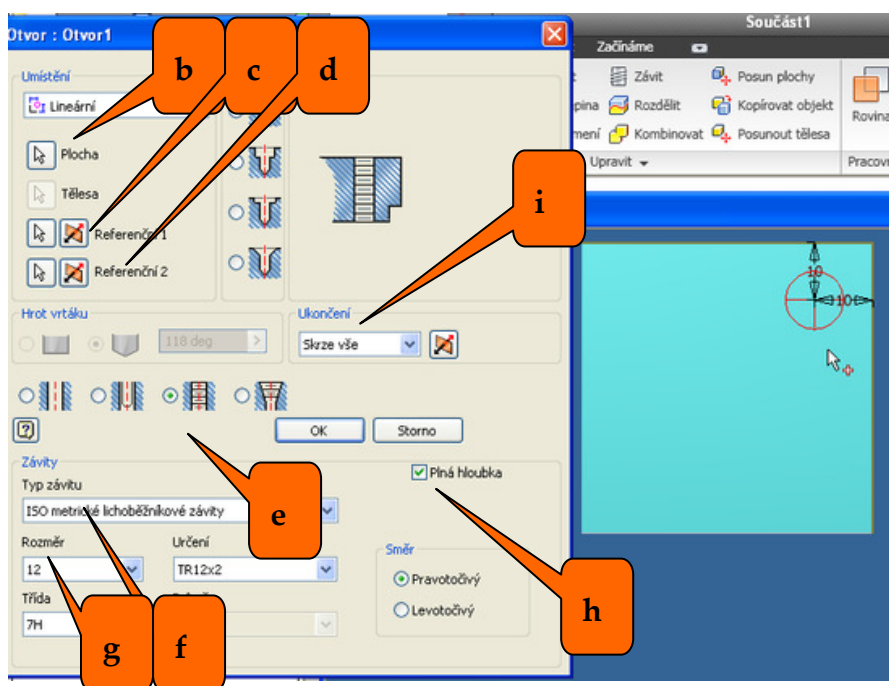 Součást1
Otvor : Otvor1
Začínáme
b
c
d
Umístění
Lineární
Plocha
Tělesa
Referenční 1
Referenční 2
Závit
Posun plochy
Rozdělit
Kopírovat objekt
Kombinovat
Posunout tělesa
Upravit
i
10
10
Hrot vrtáku
118 deg
Ukončení
Skrze vše
OK
Storno
Závity
Typ závitu
ISO metrické lichoběžníkové závity
Plná hloubka
e
Rozměr
Určení
12
TR12x2
Směr
Pravotočivý
Levotočivý
Třída
7H
g
f
h